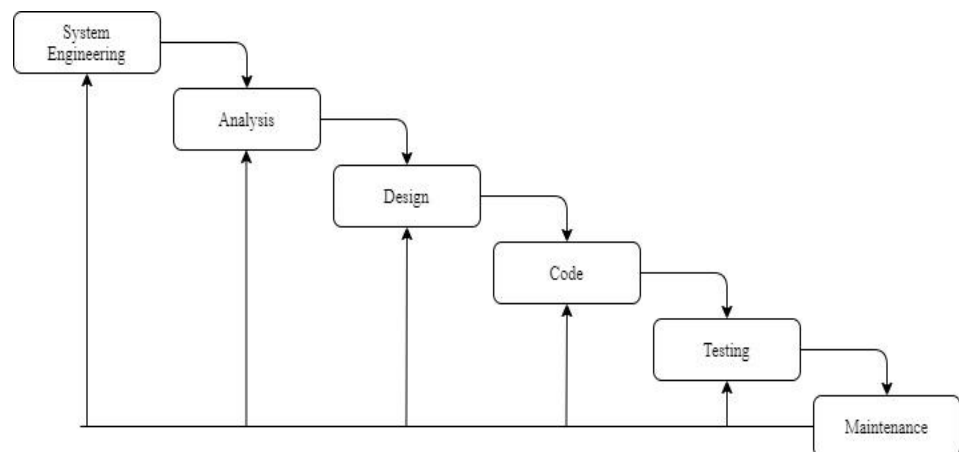 System
Engineering
Analysis
Design
Code
Testing
Maintenance